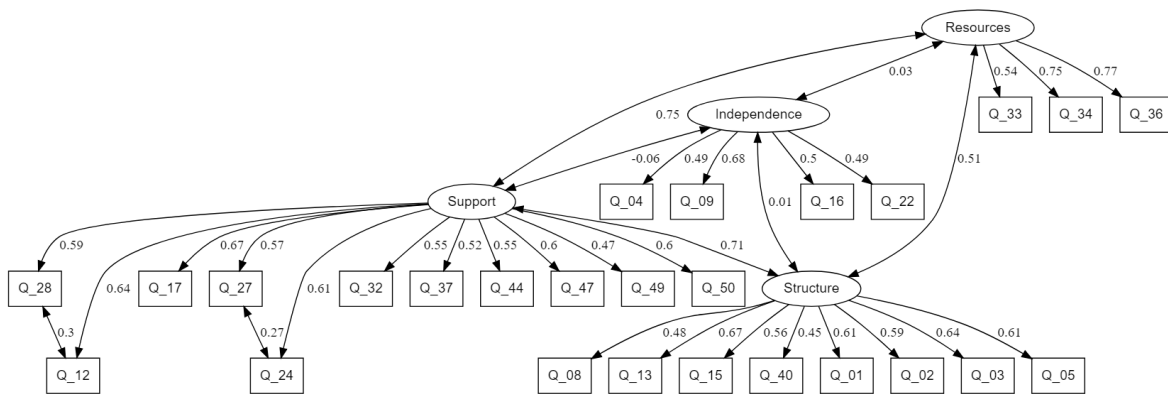 Resources
0.03
0.54
0.75
0.77
Independence
Q_33
Q_34
Q_36
0.75
-0.06
0.49
0.68
0.5
0.49
0.51
Support
Q_04
Q_09
0.01
Q_16
Q_22
0.59
0.67
0.57
0.55
0.52
0.55
0.6
0.47
0.6
0.71
Q_28
0.64
Q_17
Q_27
0.61
Q_32
Q_37
Q_44
Q_47
Q_49
Q_50
Structure
0.3
0.27
0.48
0.67
0.56
0.45
0.61
0.59
0.64
0.61
Q_12
Q_24
Q_08
Q_13
Q_15
Q_40
Q_01
Q_02
Q_03
Q_05